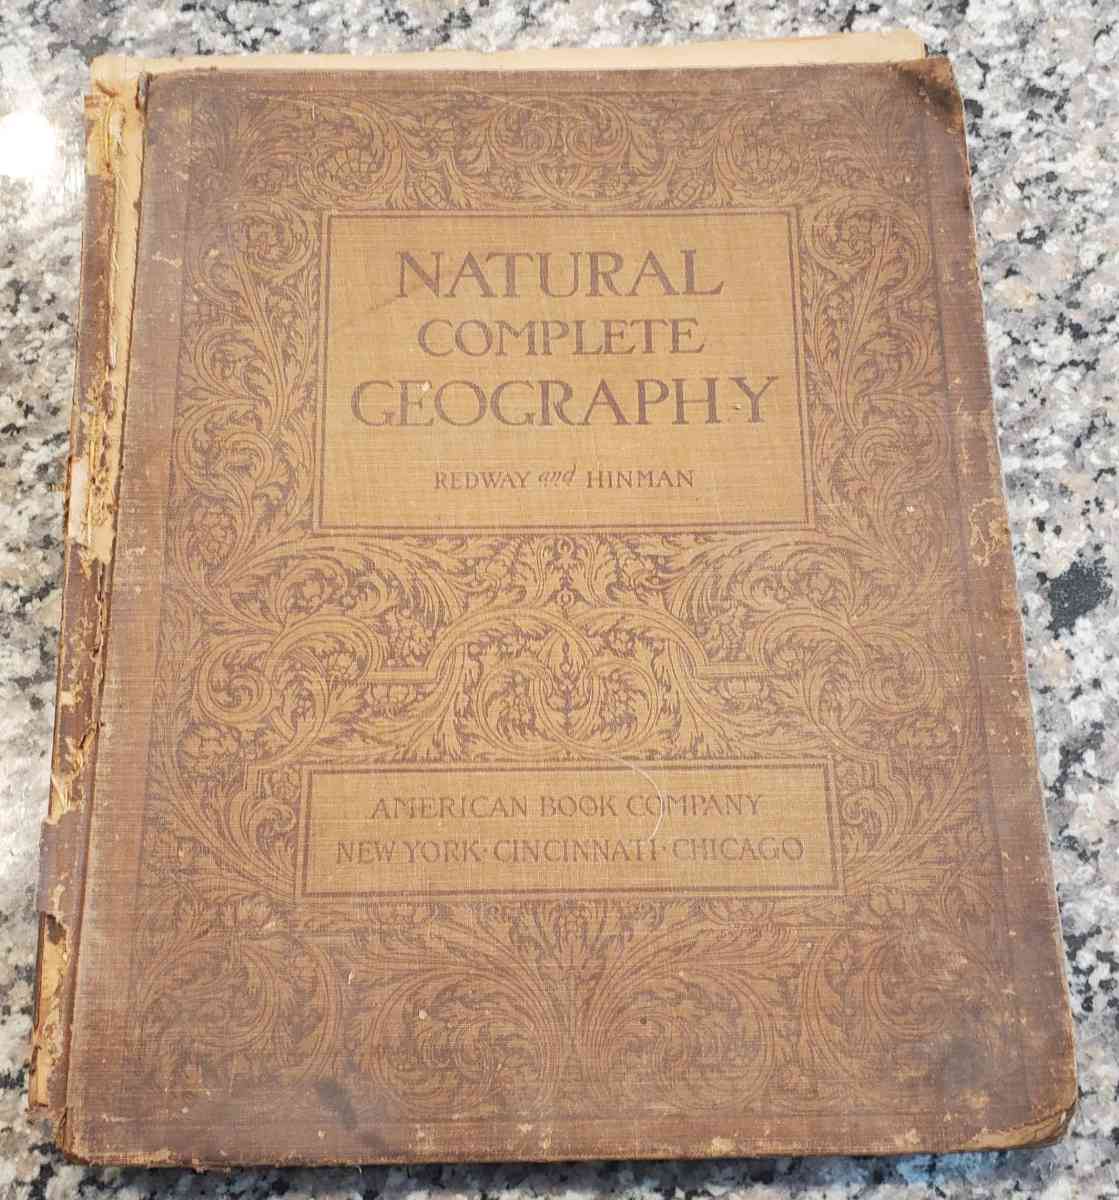 NATURAL
COMPLETE
GEOGRAPHY
REDWAY and HINMAN
AMERICAN BOOK COMPANY
NEW YORK · CINCINNATI · CHICAGO